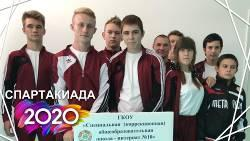 СПАРТАКИАДА
2020
ГКОУ
«Специальная (коррекционная)
общеобразовательная
школа - интернат №10»